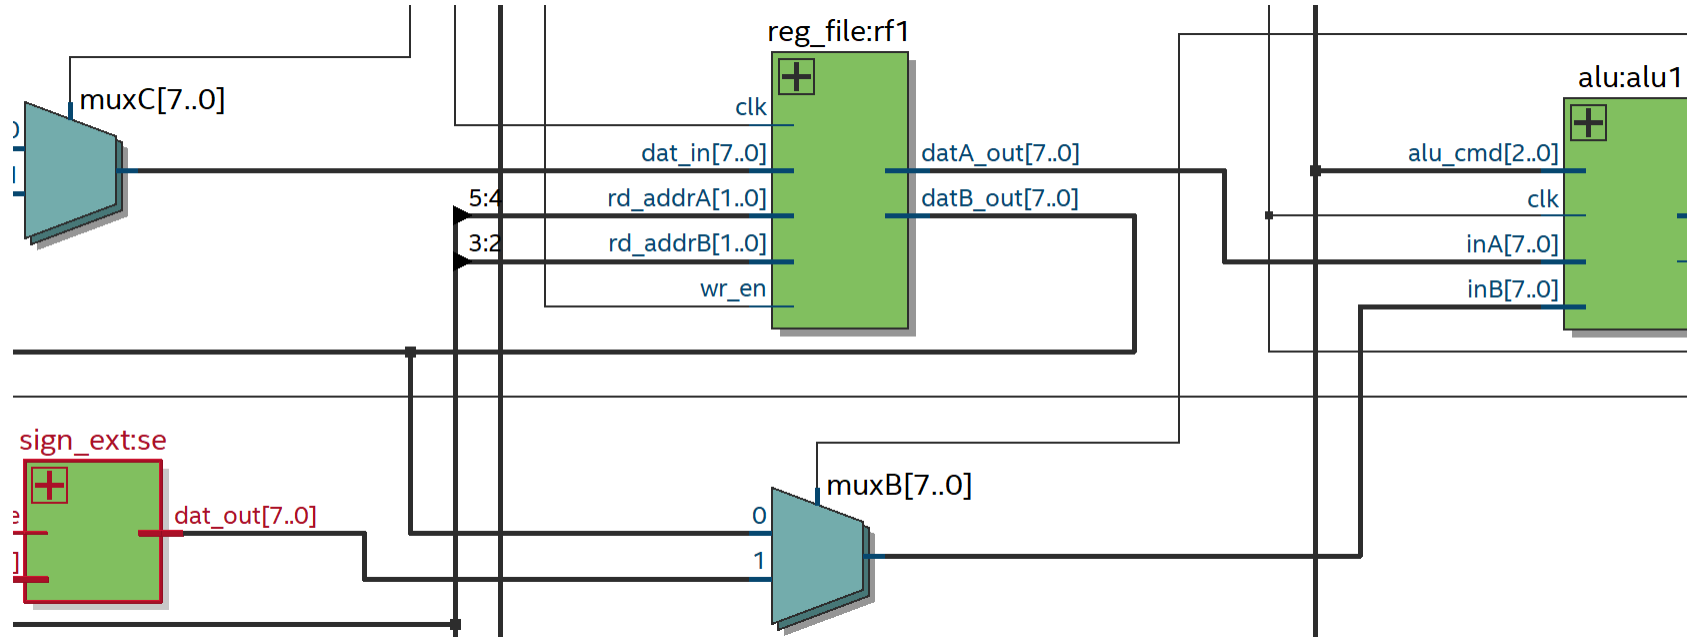 reg_file:rf1
alu:alu1
muxC[7..0]
clk
0
dat_in[7..0]
datA_out[7..0]
alu_cmd[2..0]
1
5:4
rd_addrA[1..0]
datB_out[7..0]
clk
3:2
rd_addrB[1..0]
inA[7..0]
wr_en
inB[7..0]
sign_ext:se
muxB[7..0]
e
dat_out[7..0]
0
]
1